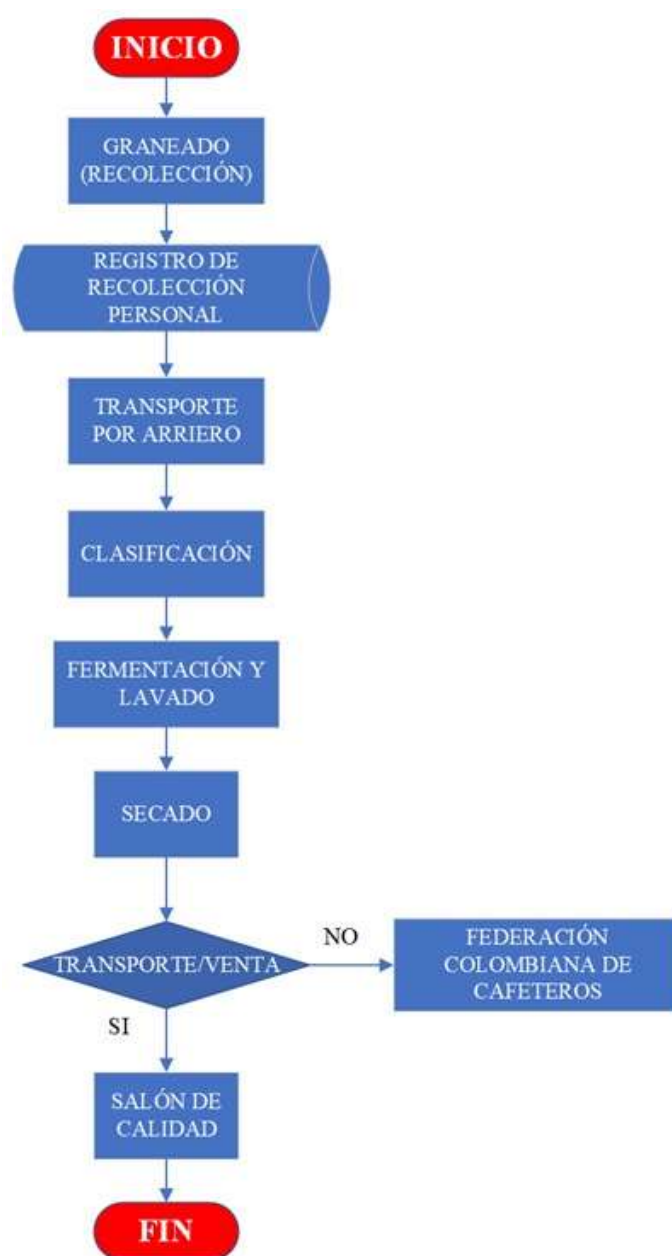 INICIO
GRANEADO
(RECOLECCIÓN)
REGISTRO DE
RECOLECCIÓN
PERSONAL
TRANSPORTE
POR ARRIERO
CLASIFICACIÓN
FERMENTACIÓN Y
LAVADO
SECADO
TRANSPORTE/VENTA
NO
FEDERACIÓN
COLOMBIANA DE
CAFETEROS
SI
SALÓN DE
CALIDAD
FIN